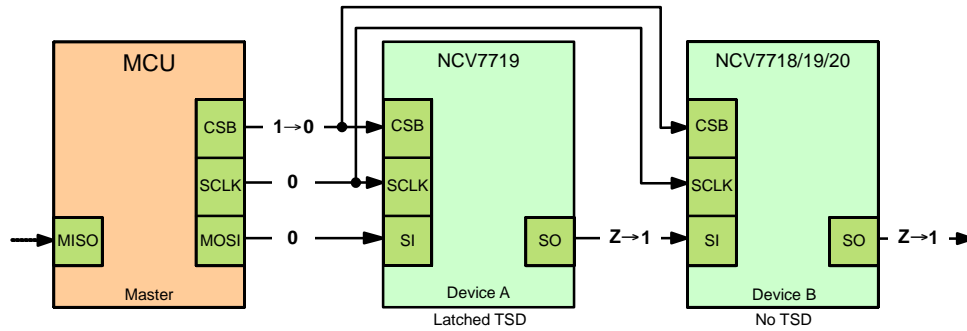 MCU
NCV7719
NCV7718/19/20
CSB
1→0
CSB
CSB
SCLK
0
SCLK
SCLK
MISO
MOSI
0
SI
SO
Z→1
SI
SO
Z→1
Master
Device A
Device B
Latched TSD
No TSD